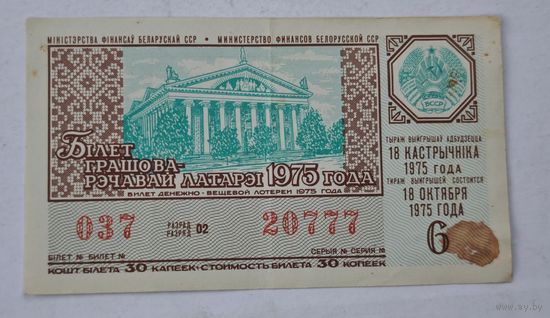 МІНІСТЭРСТВА ФІНАНСАЎ БЕЛАРУСКАЙ ССР • МИНИСТЕРСТВО ФИНАНСОВ БЕЛОРУССКОЙ ССР
БССР
БІЛЕТ
ГРАШОВА-
РЭЧАВАЙ ЛАТАРЭІ 1975 ГОДА
БИЛЕТ ДЕНЕЖНО-ВЕЩЕВОЙ ЛОТЕРЕИ 1975 ГОДА
ТЫРАЖ ВЫЙГРЫШАЎ АДБУДЗЕЦЦА
18 КАСТРЫЧНІКА
1975 ГОДА
ТИРАЖ ВЫИГРЫШЕЙ СОСТОИТСЯ
18 ОКТЯБРЯ
1975 ГОДА
037 РАЗРАД РАЗРЯД 02 20777
6
БІЛЕТ № БИЛЕТ № СЕРЫЯ № СЕРИЯ №
КОШТ БІЛЕТА 30 КАПЕЕК • СТОИМОСТЬ БИЛЕТА 30 КОПЕЕК
ay.by